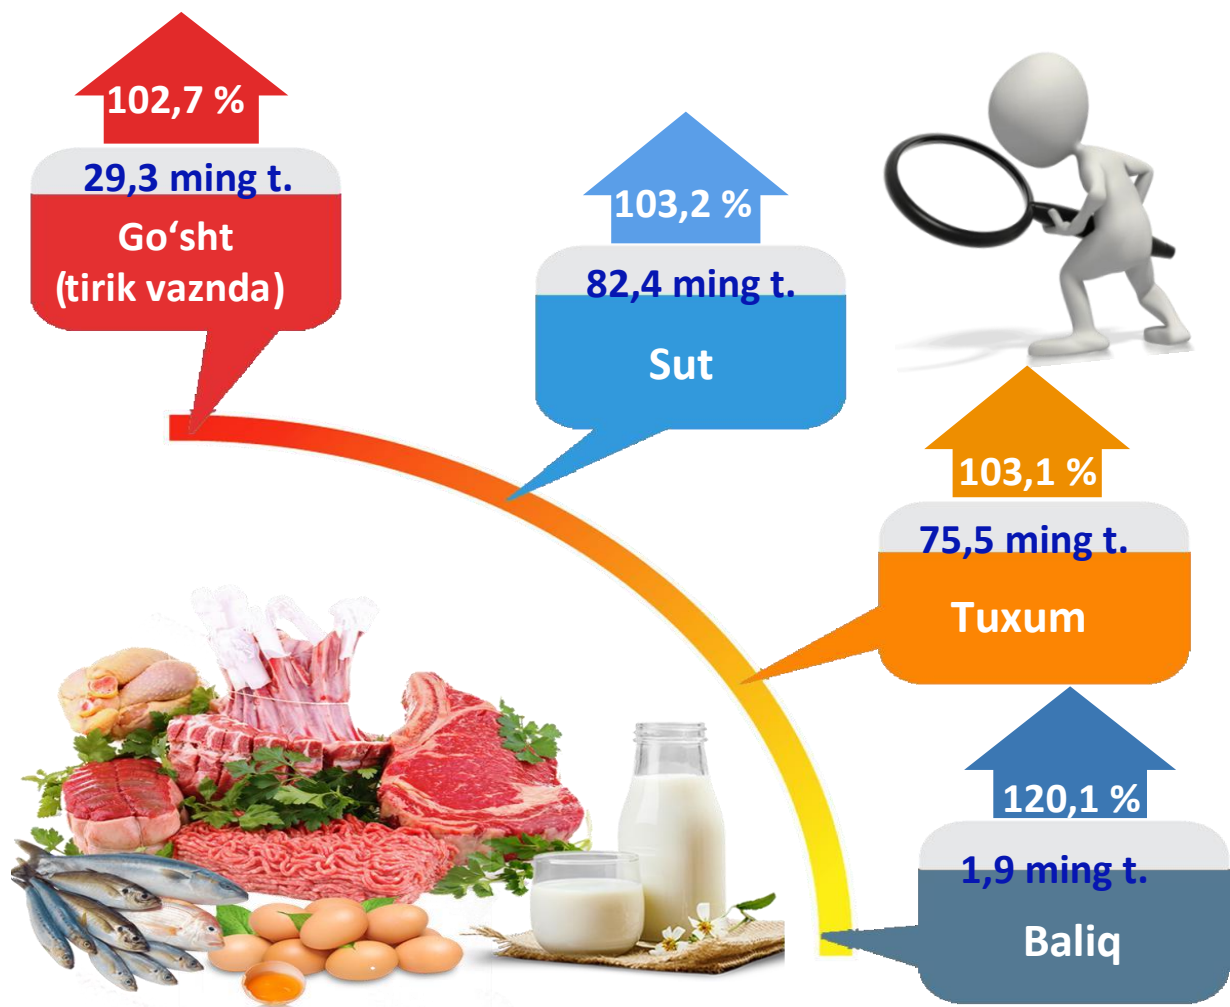 102,7 %
29,3 ming t.
Go‘sht
(tirik vaznda)
103,2 %
82,4 ming t.
Sut
103,1 %
75,5 ming t.
Tuxum
120,1 %
1,9 ming t.
Baliq